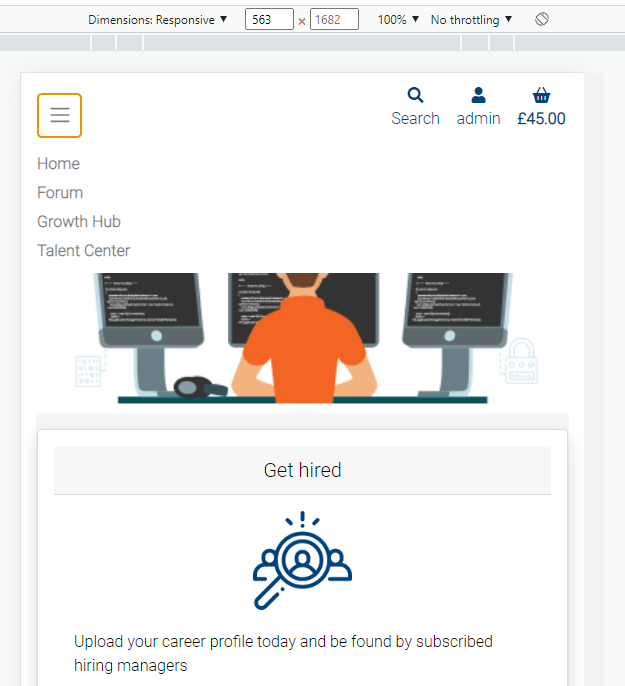 Dimensions: Responsive ▼ 563 × 1682 100% ▼ No throttling ▼
Search admin £45.00
Home
Forum
Growth Hub
Talent Center
Get hired
Upload your career profile today and be found by subscribed
hiring managers